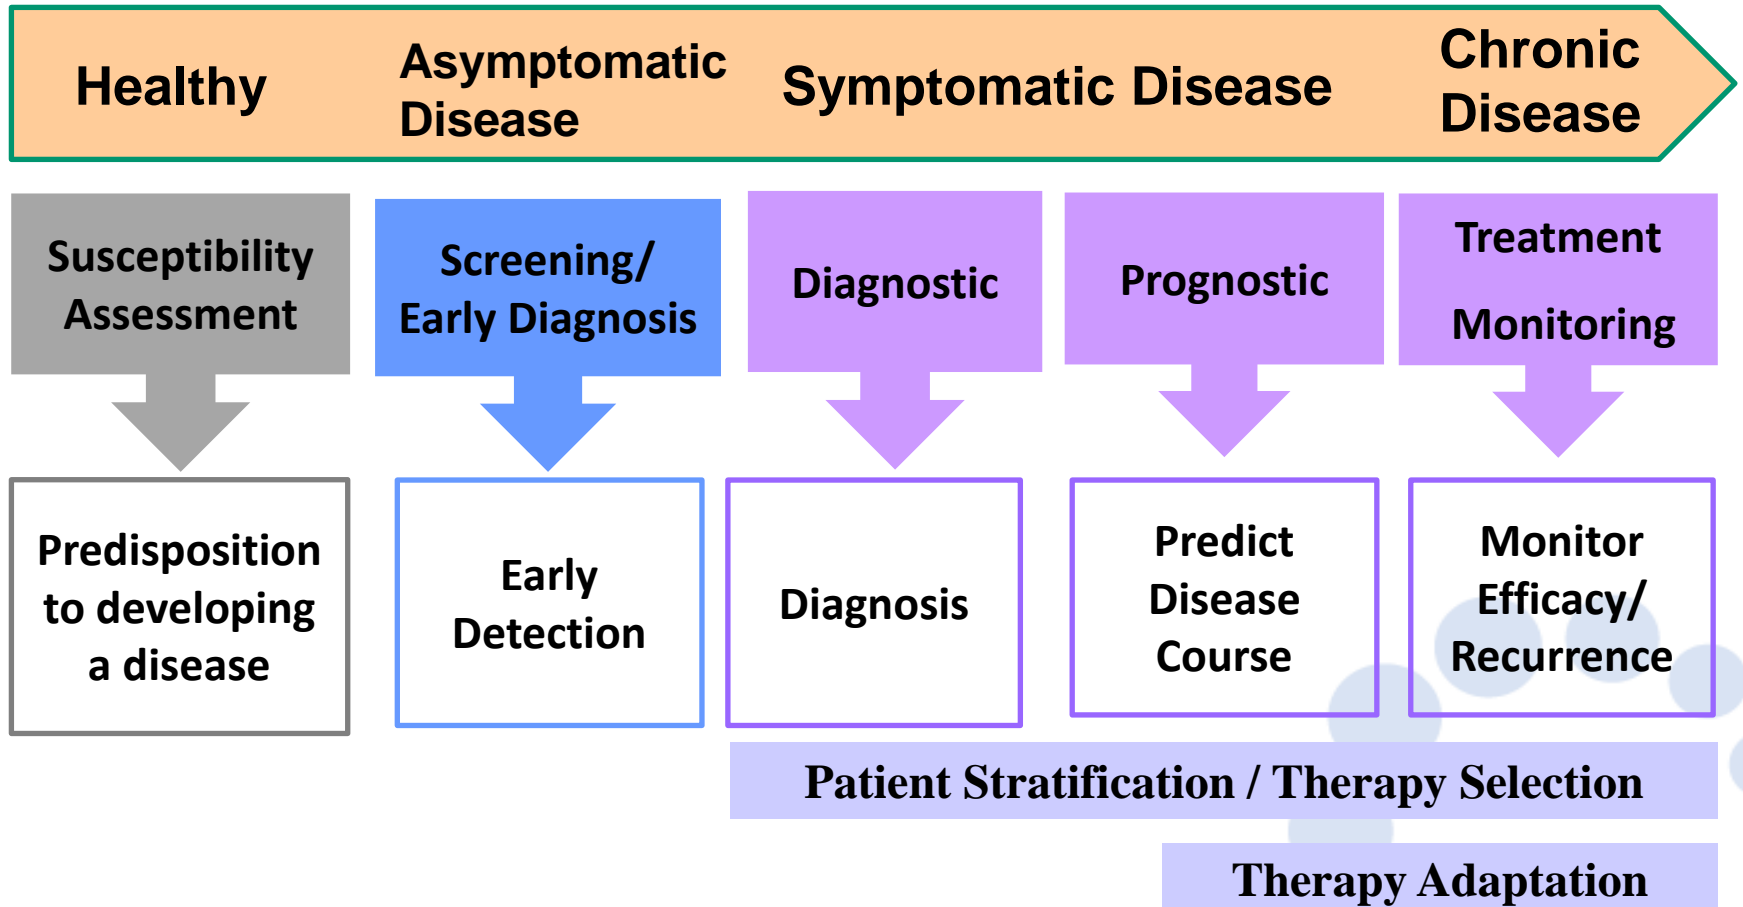 Healthy
Asymptomatic
Disease
Symptomatic Disease
Chronic
Disease
Susceptibility
Assessment
Screening/
Early Diagnosis
Diagnostic
Prognostic
Treatment
Monitoring
Predisposition
to developing
a disease
Early
Detection
Diagnosis
Predict
Disease
Course
Monitor
Efficacy/
Recurrence
Patient Stratification / Therapy Selection
Therapy Adaptation